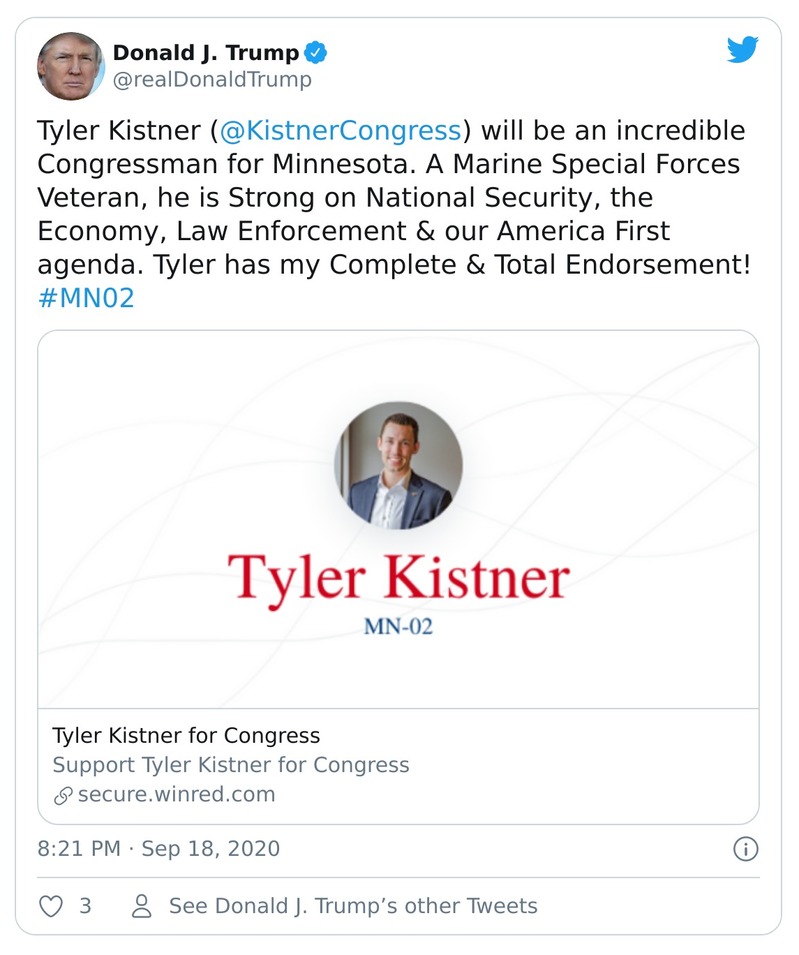 Donald J. Trump
@realDonaldTrump
Tyler Kistner (@KistnerCongress) will be an incredible
Congressman for Minnesota. A Marine Special Forces
Veteran, he is Strong on National Security, the
Economy, Law Enforcement & our America First
agenda. Tyler has my Complete & Total Endorsement!
#MN02
Tyler Kistner
MN-02
Tyler Kistner for Congress
Support Tyler Kistner for Congress
secure.winred.com
8:21 PM · Sep 18, 2020
3 See Donald J. Trump’s other Tweets